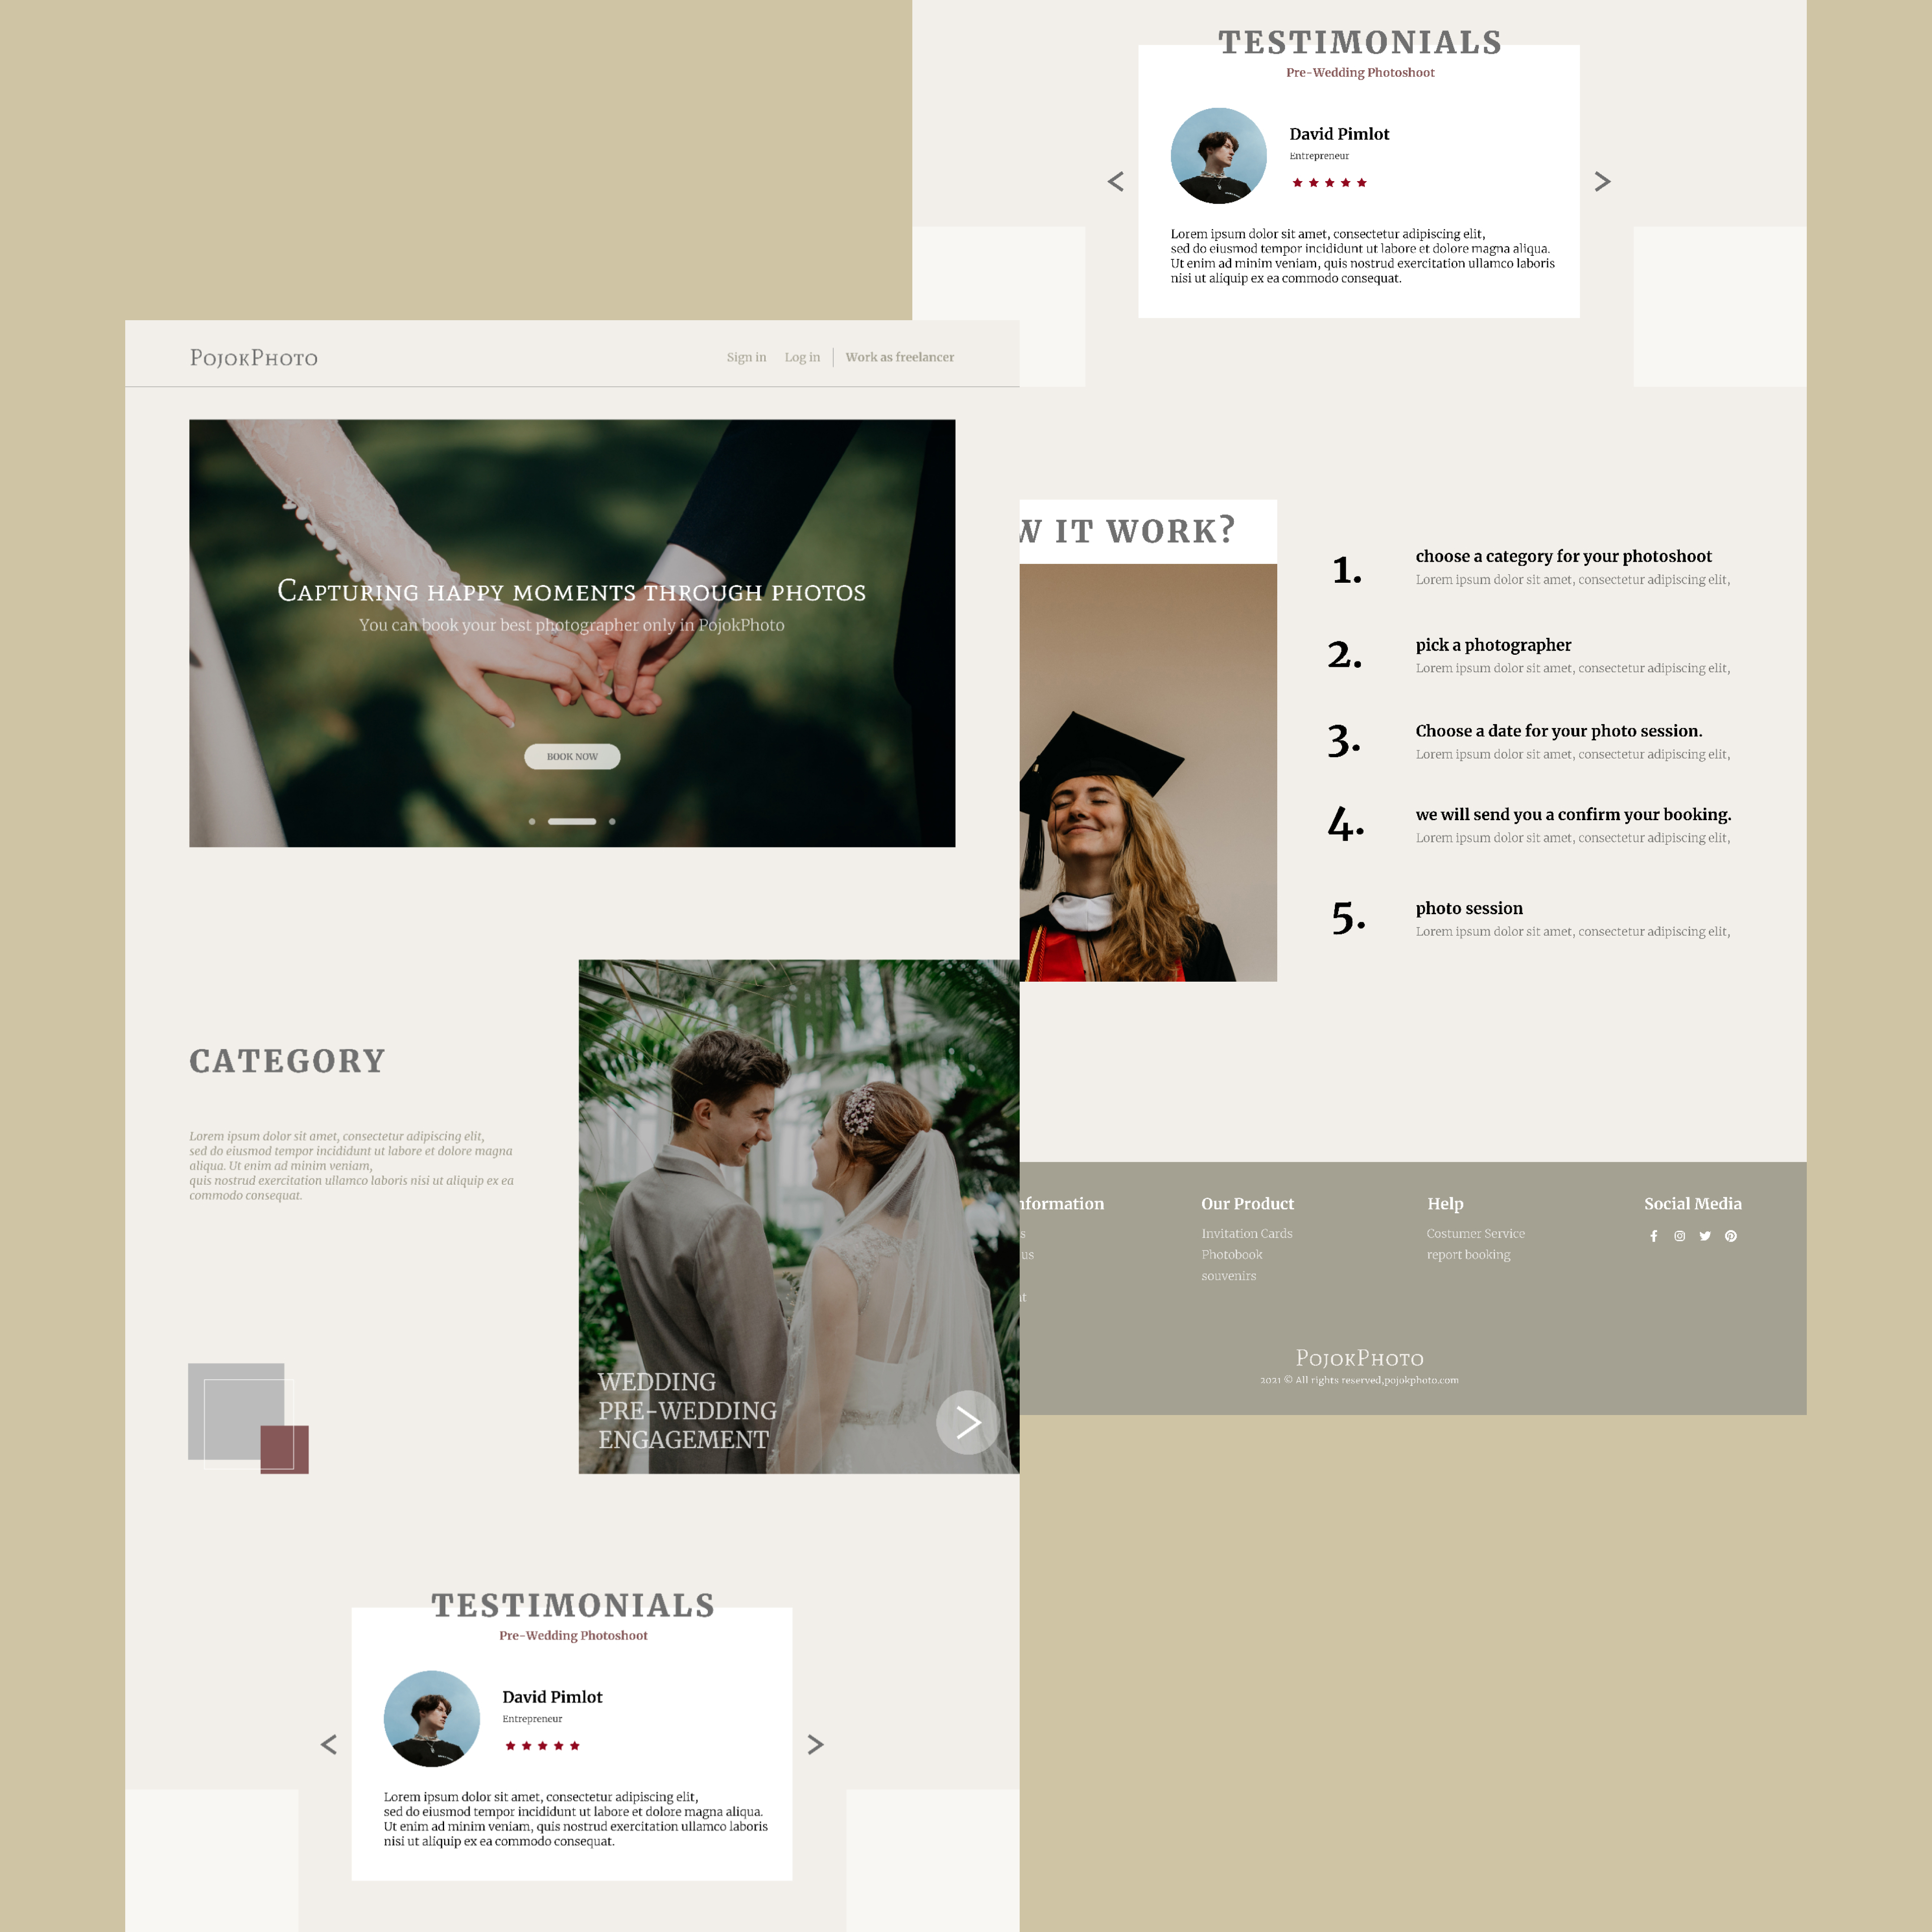 TESTIMONIALS
Pre-Wedding Photoshoot
David Pimlot
Entrepreneur
Lorem ipsum dolor sit amet, consectetur adipiscing elit,
sed do eiusmod tempor incididunt ut labore et dolore magna aliqua.
Ut enim ad minim veniam, quis nostrud exercitation ullamco laboris
nisi ut aliquip ex ea commodo consequat.
PojokPhoto
Sign in Log in Work as freelancer
Capturing happy moments through photos
You can book your best photographer only in PojokPhoto
BOOK NOW
CATEGORY
Lorem ipsum dolor sit amet, consectetur adipiscing elit,
sed do eiusmod tempor incididunt ut labore et dolore magna
aliqua. Ut enim ad minim veniam,
quis nostrud exercitation ullamco laboris nisi ut aliquip ex ea
commodo consequat.
WEDDING
PRE-WEDDING
ENGAGEMENT
TESTIMONIALS
Pre-Wedding Photoshoot
David Pimlot
Entrepreneur
Lorem ipsum dolor sit amet, consectetur adipiscing elit,
sed do eiusmod tempor incididunt ut labore et dolore magna aliqua.
Ut enim ad minim veniam, quis nostrud exercitation ullamco laboris
nisi ut aliquip ex ea commodo consequat.
W IT WORK?
1. choose a category for your photoshoot
Lorem ipsum dolor sit amet, consectetur adipiscing elit,
2. pick a photographer
Lorem ipsum dolor sit amet, consectetur adipiscing elit,
3. Choose a date for your photo session.
Lorem ipsum dolor sit amet, consectetur adipiscing elit,
4. we will send you a confirm your booking.
Lorem ipsum dolor sit amet, consectetur adipiscing elit,
5. photo session
Lorem ipsum dolor sit amet, consectetur adipiscing elit,
nformation
s
us
t
Our Product
Invitation Cards
Photobook
souvenirs
Help
Costumer Service
report booking
Social Media
PojokPhoto
2021 © All rights reserved,pojokphoto.com